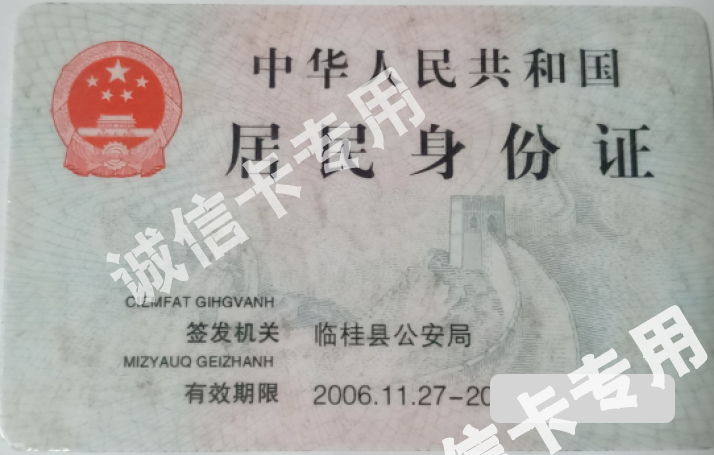 中华人民共和国
居民身份证
诚信卡专用
GIHGVANH
签发机关 临桂县公安局
MIZYAUQ GEIZHANH
有效期限 2006.11.27-20
信卡专用